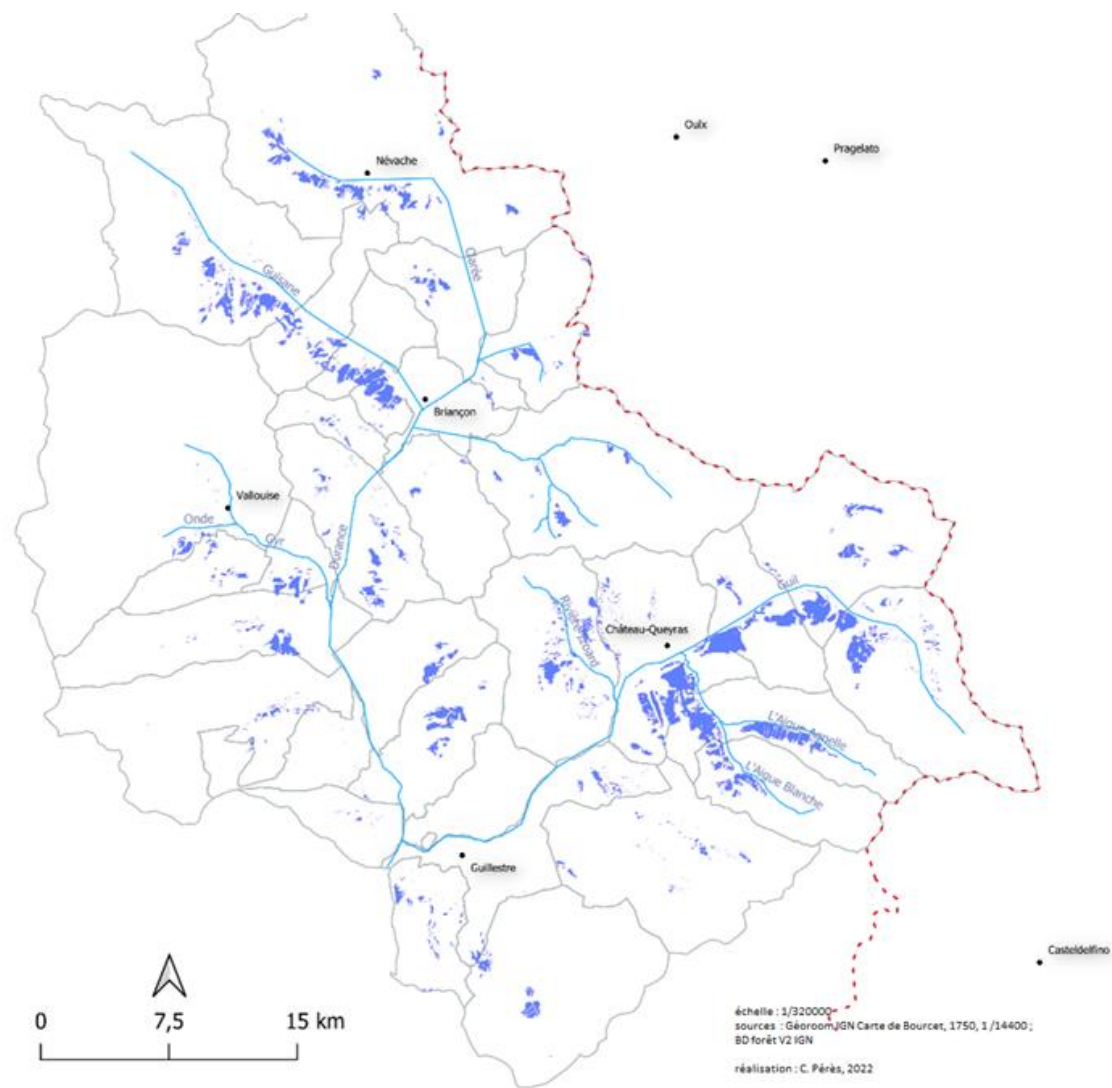 Oulx
Pragelato
Névache
Clarée
Guisane
Briançon
Vallouise
Onde
Gyr
Durance
Guil
Rivière Izoard
Château-Queyras
L'Aigue Agnelle
L'Aigue Blanche
Guillestre
Casteldelfino
0 7,5 15 km
échelle : 1/320000
sources : Géoroom IGN Carte de Bourcet, 1750, 1 /14400 ;
BD forêt V2 IGN
réalisation : C. Pérès, 2022